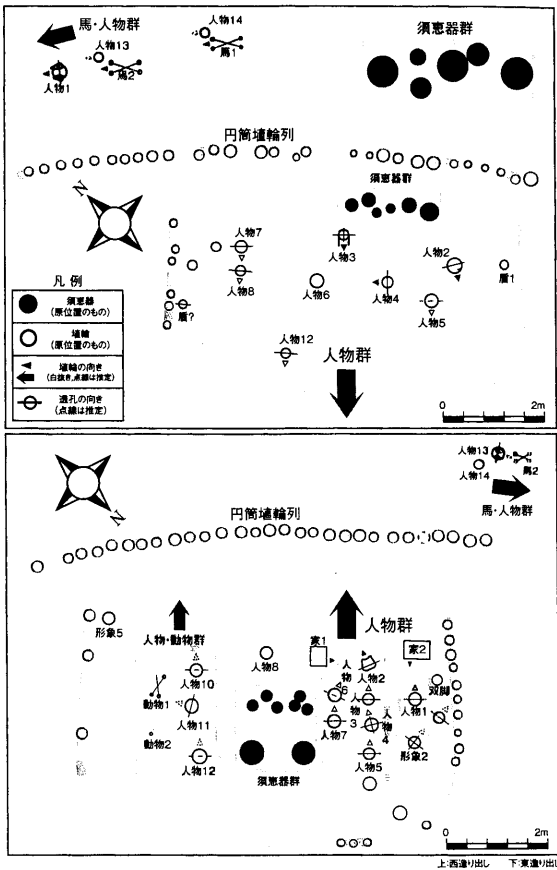 馬・人物群
人物14
須恵器群
人物13
馬1
馬2
人物1
円筒埴輪列
須恵器群
N
人物7
人物3
人物2
凡例
人物8
人物6
人物4
盾1
須恵器
(原位置のもの)
盾?
人物5
埴輪
(原位置のもの)
人物12
人物群
埴輪の向き
(白抜き,点線は推定)
透孔の向き
(点線は推定)
0 2m
人物13
人物14
馬2
馬・人物群
N
円筒埴輪列
形象5
人物・動物群
人物群
家1
家2
人物8
人物6
人物2
人物10
双脚
動物1
人物3
人物1
人物11
人物7
人物4
動物2
形象2
人物12
人物5
須恵器群
0 2m
上:西造り出し 下:東造り出し